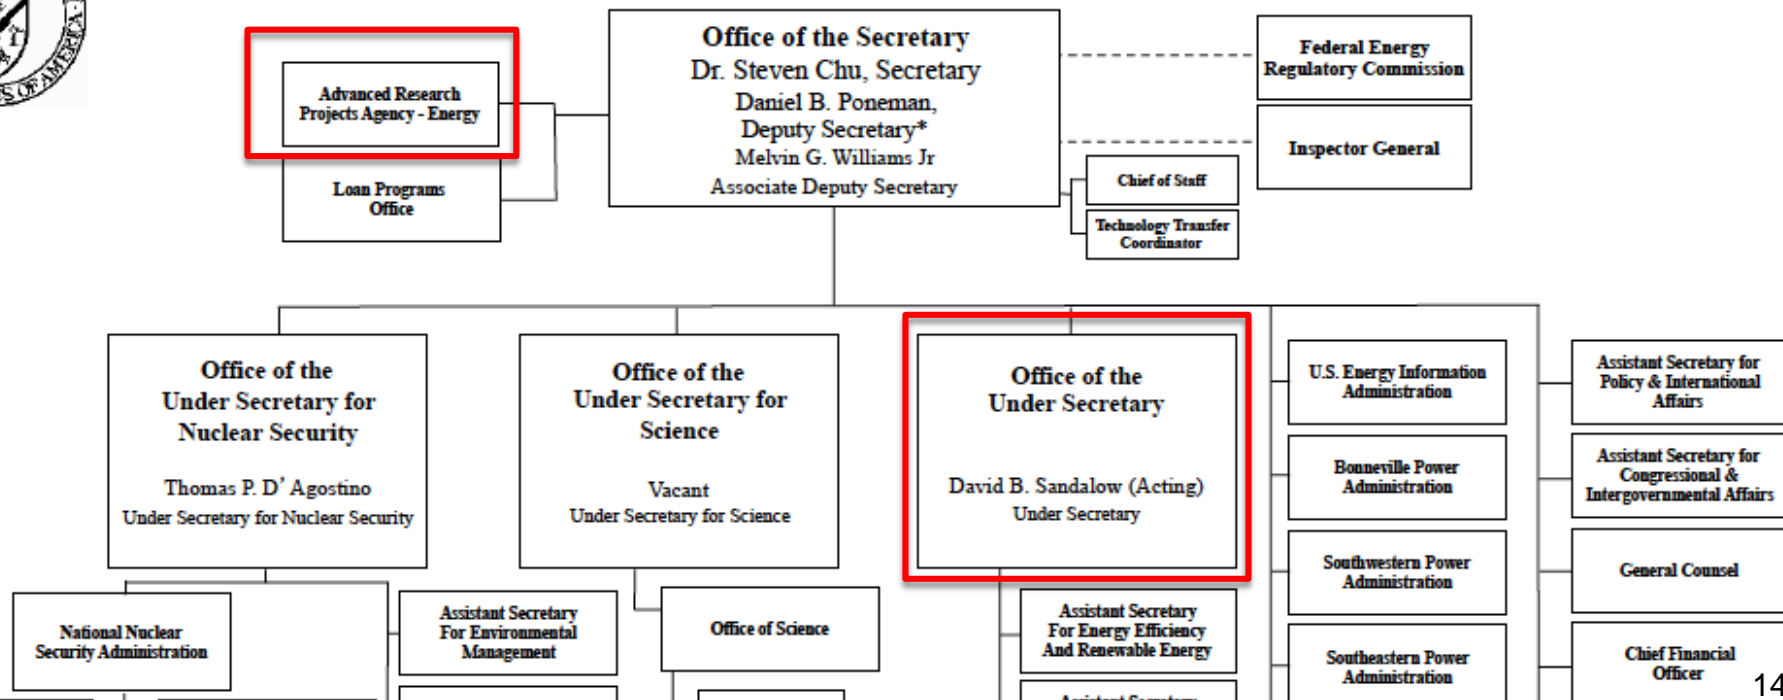 S OF AMERICA
Office of the Secretary
Dr. Steven Chu, Secretary
Daniel B. Poneman,
Deputy Secretary*
Melvin G. Williams Jr
Associate Deputy Secretary
Advanced Research
Projects Agency - Energy
Loan Programs
Office
Federal Energy
Regulatory Commission
Inspector General
Chief of Staff
Technology Transfer
Coordinator
Office of the
Under Secretary for
Nuclear Security
Thomas P. D’ Agostino
Under Secretary for Nuclear Security
Office of the
Under Secretary for
Science
Vacant
Under Secretary for Science
Office of the
Under Secretary
David B. Sandalow (Acting)
Under Secretary
U.S. Energy Information
Administration
Bonneville Power
Administration
Southwestern Power
Administration
Southeastern Power
Administration
Assistant Secretary for
Policy & International
Affairs
Assistant Secretary for
Congressional &
Intergovernmental Affairs
General Counsel
Chief Financial
Officer
National Nuclear
Security Administration
Assistant Secretary
For Environmental
Management
Office of Science
Assistant Secretary
For Energy Efficiency
And Renewable Energy
Assistant Secretary
14